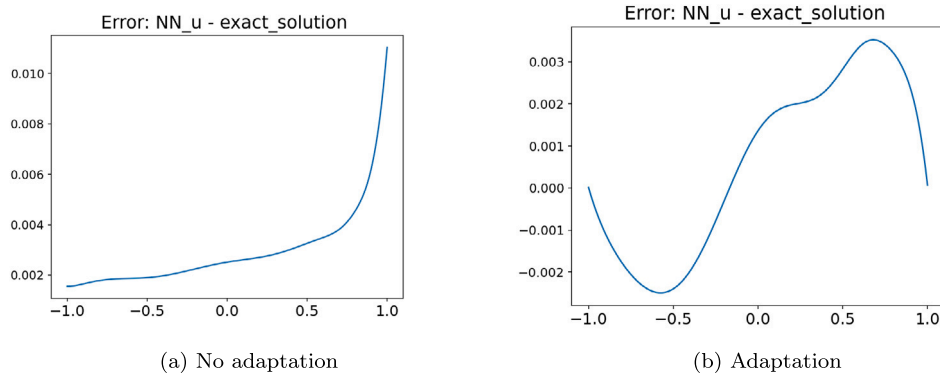 Error: NN_u - exact_solution
0.010
0.008
0.006
0.004
0.002
−1.0 −0.5 0.0 0.5 1.0
(a) No adaptation
Error: NN_u - exact_solution
0.003
0.002
0.000
−0.001
−0.002
−1.0 −0.5 0.0 0.5 1.0
(b) Adaptation